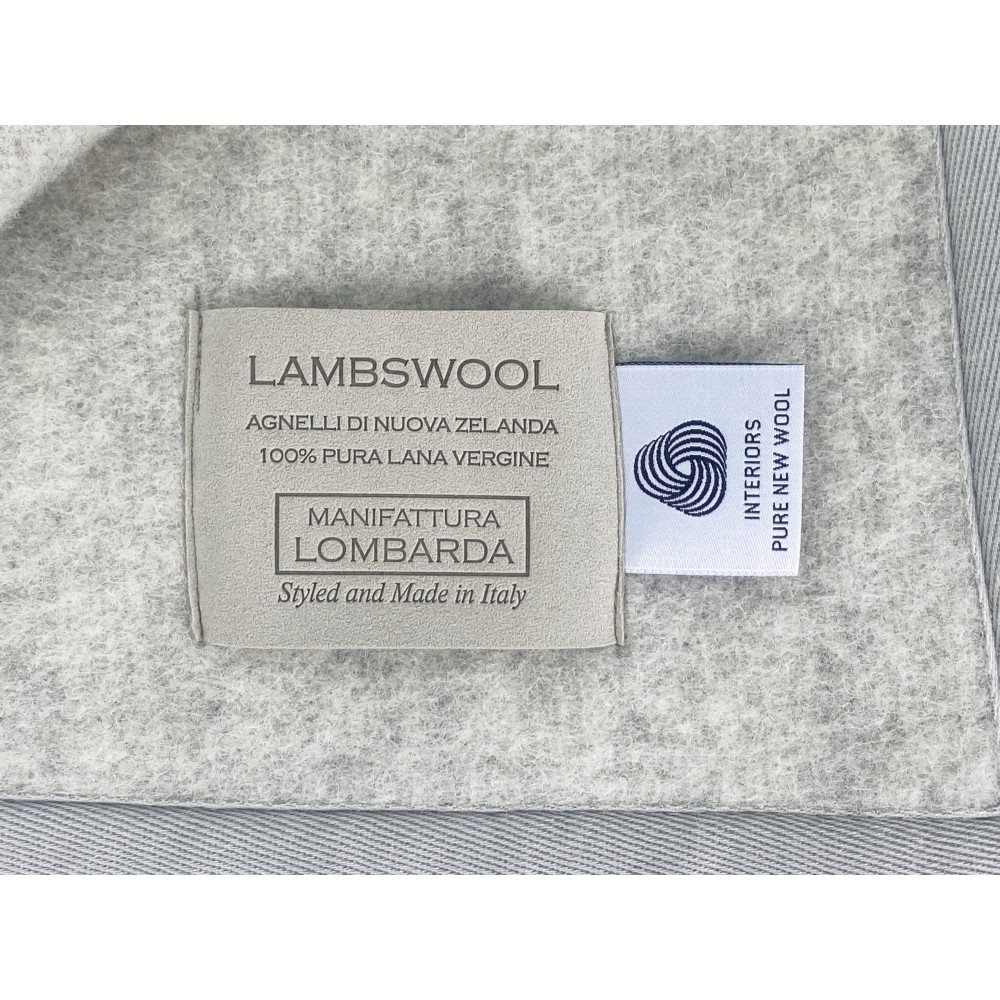 LAMBSWOOL
AGNELLI DI NUOVA ZELANDA
100% PURA LANA VERGINE
MANIFATTURA
LOMBARDA
Styled and Made in Italy
INTERIORS
PURE NEW WOOL